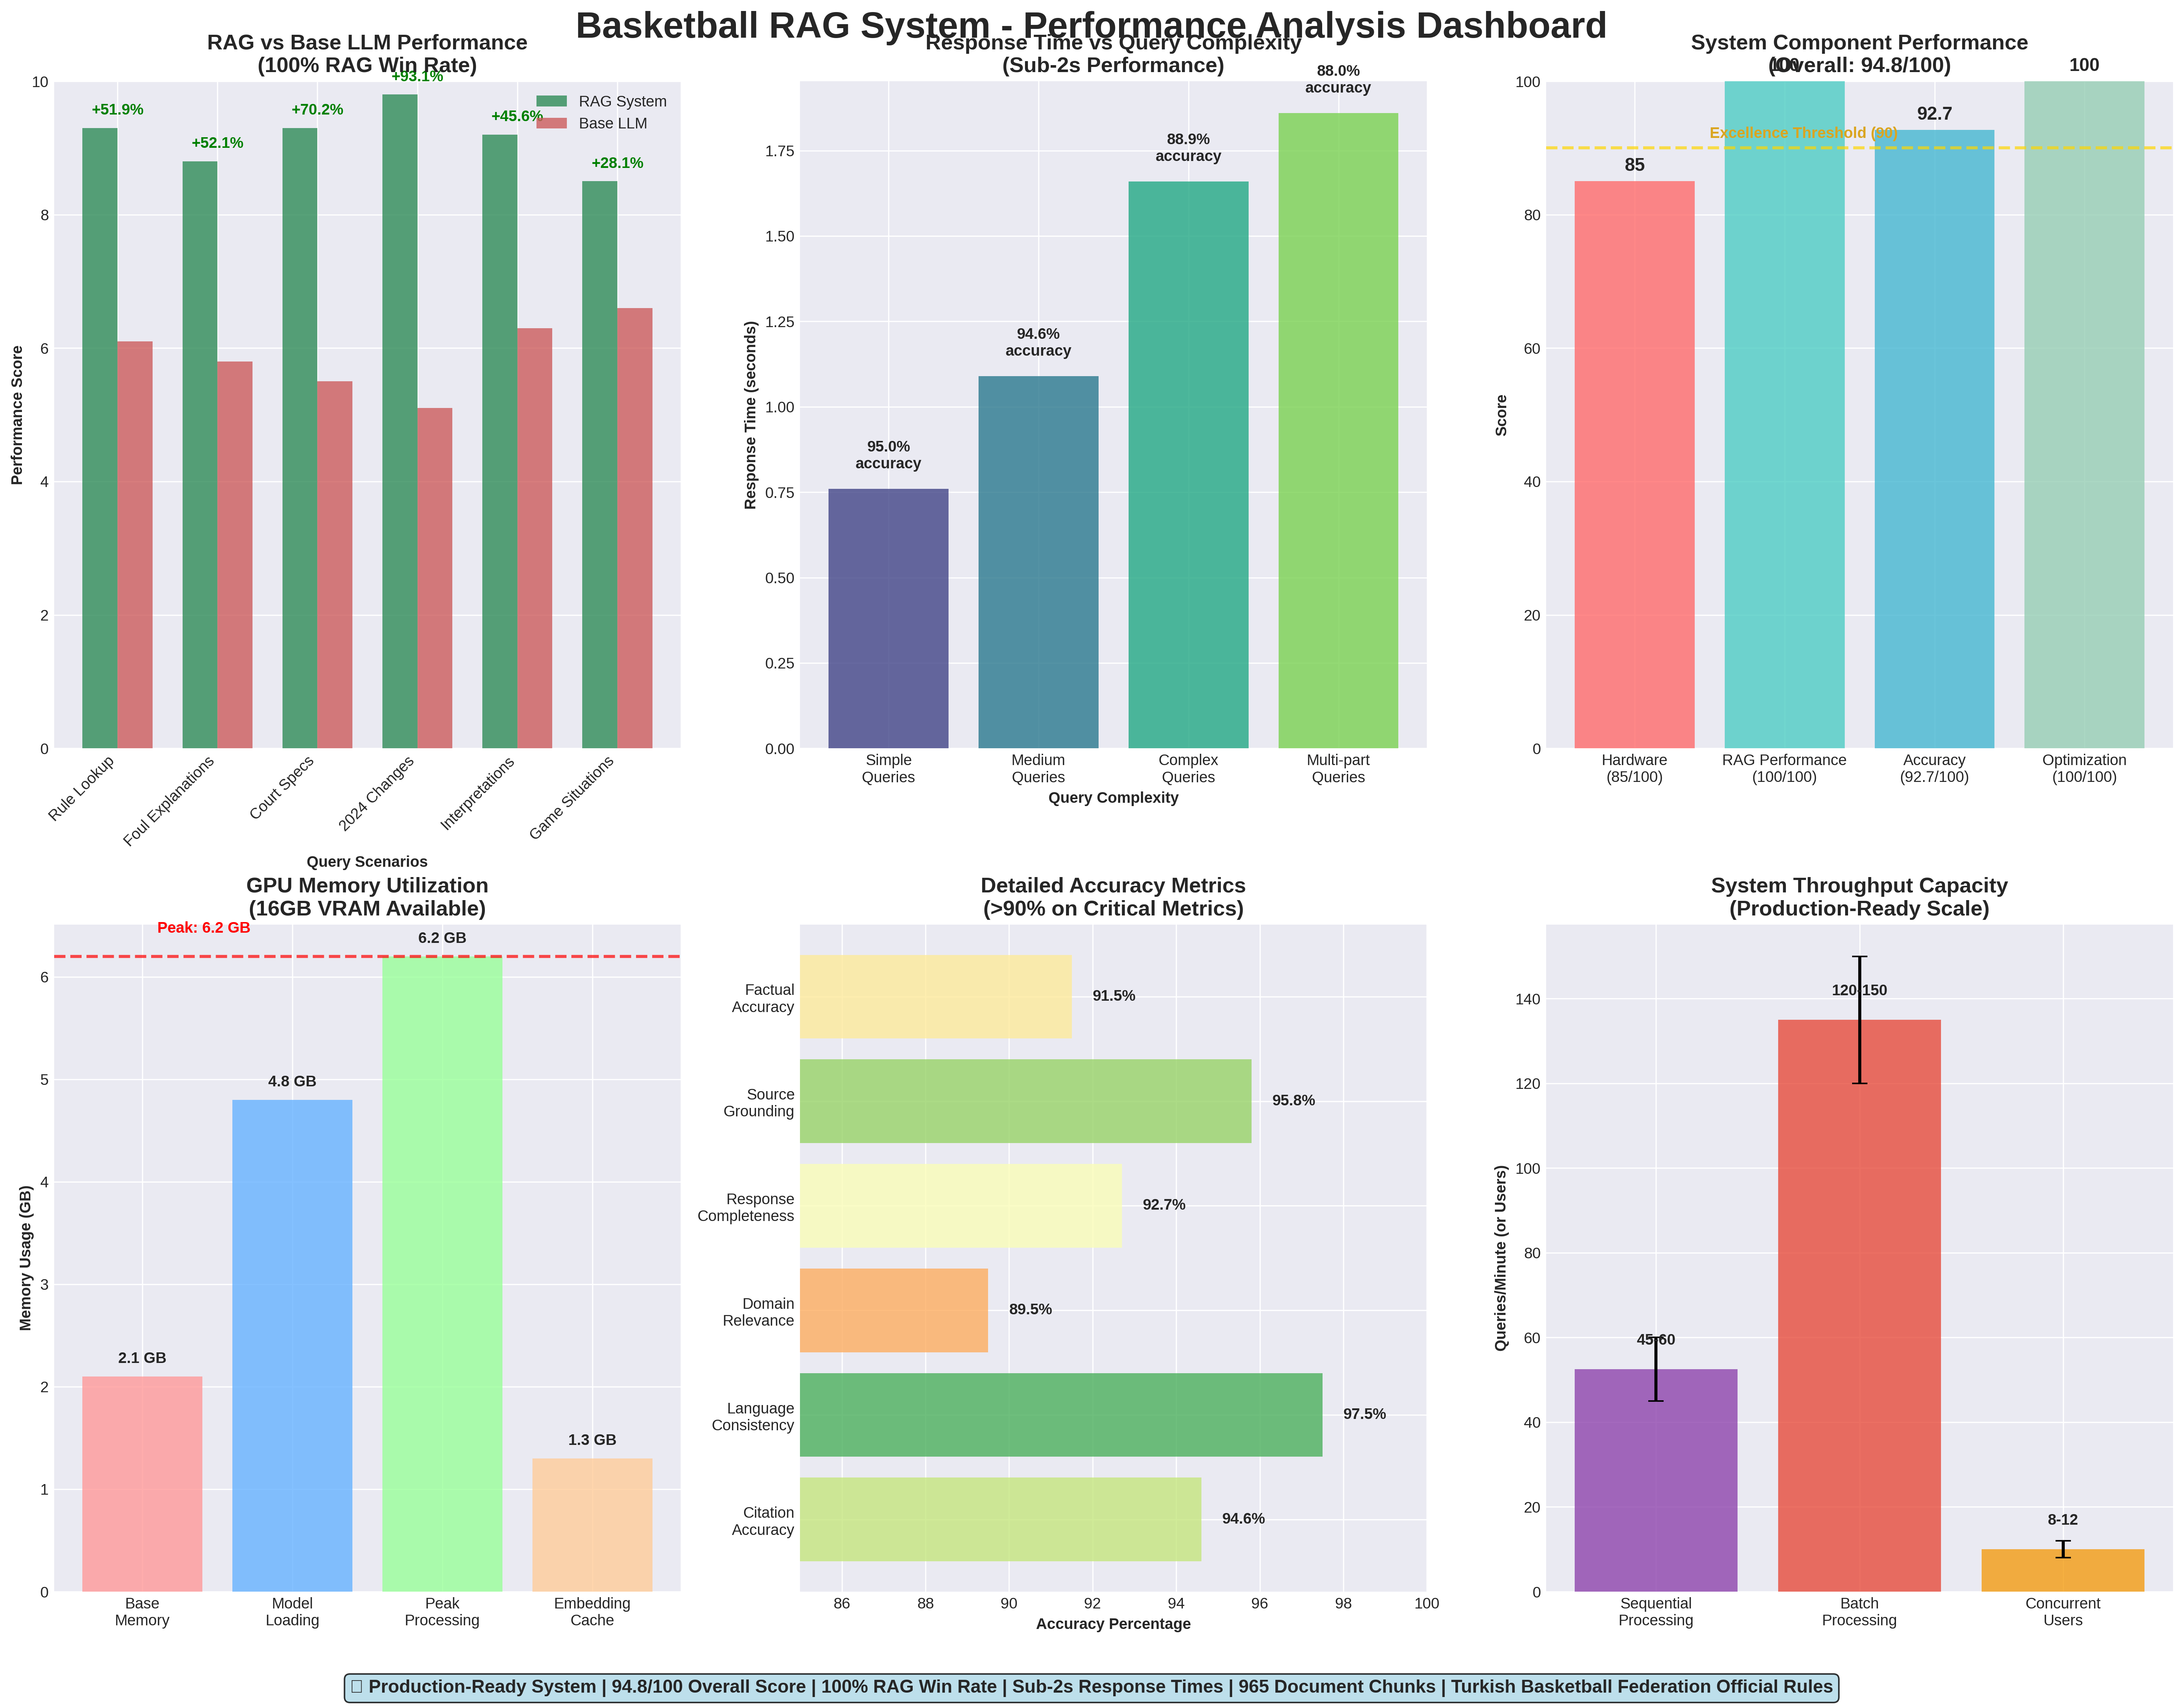 Basketball RAG System - Performance Analysis Dashboard
RAG vs Base LLM Performance
(100% RAG Win Rate)
+51.9%
+52.1%
+70.2%
+93.1%
+45.6%
+28.1%
RAG System
Base LLM
Performance Score
10
8
6
4
2
0
Rule Lookup
Foul Explanations
Court Specs
2024 Changes
Interpretations
Game Situations
Query Scenarios
Response Time vs Query Complexity
(Sub-2s Performance)
95.0%
accuracy
94.6%
accuracy
88.9%
accuracy
88.0%
accuracy
Response Time (seconds)
1.75
1.50
1.25
1.00
0.75
0.50
0.25
0.00
Simple
Queries
Medium
Queries
Complex
Queries
Multi-part
Queries
Query Complexity
System Component Performance
(Overall: 94.8/100)
85
100
92.7
100
Excellence Threshold (90)
Score
100
80
60
40
20
0
Hardware
(85/100)
RAG Performance
(100/100)
Accuracy
(92.7/100)
Optimization
(100/100)
GPU Memory Utilization
(16GB VRAM Available)
Peak: 6.2 GB
2.1 GB
4.8 GB
6.2 GB
1.3 GB
Memory Usage (GB)
6
5
4
3
2
1
0
Base
Memory
Model
Loading
Peak
Processing
Embedding
Cache
Detailed Accuracy Metrics
(>90% on Critical Metrics)
Factual
Accuracy
91.5%
Source
Grounding
95.8%
Response
Completeness
92.7%
Domain
Relevance
89.5%
Language
Consistency
97.5%
Citation
Accuracy
94.6%
86
88
90
92
94
96
98
100
Accuracy Percentage
System Throughput Capacity
(Production-Ready Scale)
45-60
120-150
8-12
Queries/Minute (or Users)
140
120
100
80
60
40
20
0
Sequential
Processing
Batch
Processing
Concurrent
Users
Production-Ready System | 94.8/100 Overall Score | 100% RAG Win Rate | Sub-2s Response Times | 965 Document Chunks | Turkish Basketball Federation Official Rules